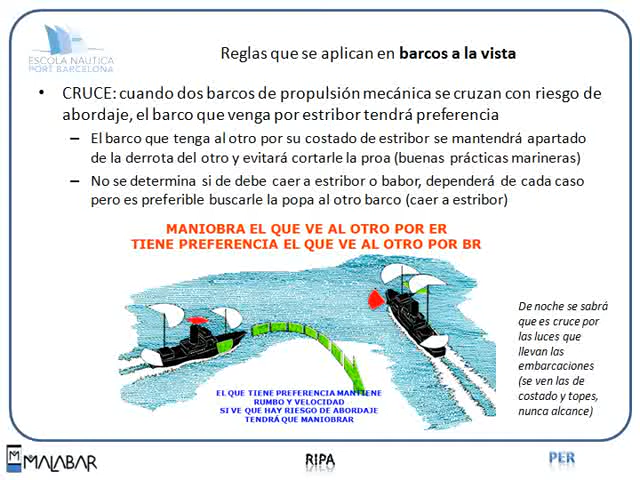 ESCOLA NÀUTICA
PORT BARCELONA
Reglas que se aplican en barcos a la vista
• CRUCE: cuando dos barcos de propulsión mecánica se cruzan con riesgo de
abordaje, el barco que venga por estribor tendrá preferencia
– El barco que tenga al otro por su costado de estribor se mantendrá apartado
de la derrota del otro y evitará cortarle la proa (buenas prácticas marineras)
– No se determina si de debe caer a estribor o babor, dependerá de cada caso
pero es preferible buscarle la popa al otro barco (caer a estribor)
MANIOBRA EL QUE VE AL OTRO POR ER
TIENE PREFERENCIA EL QUE VE AL OTRO POR BR
De noche se sabrá
que es cruce por
las luces que
llevan las
embarcaciones
(se ven las de
costado y topes,
nunca alcance)
EL QUE TIENE PREFERENCIA MANTIENE
RUMBO Y VELOCIDAD
SI VE QUE HAY RIESGO DE ABORDAJE
TENDRÁ QUE MANIOBRAR
M MALABAR
RIPA
PER